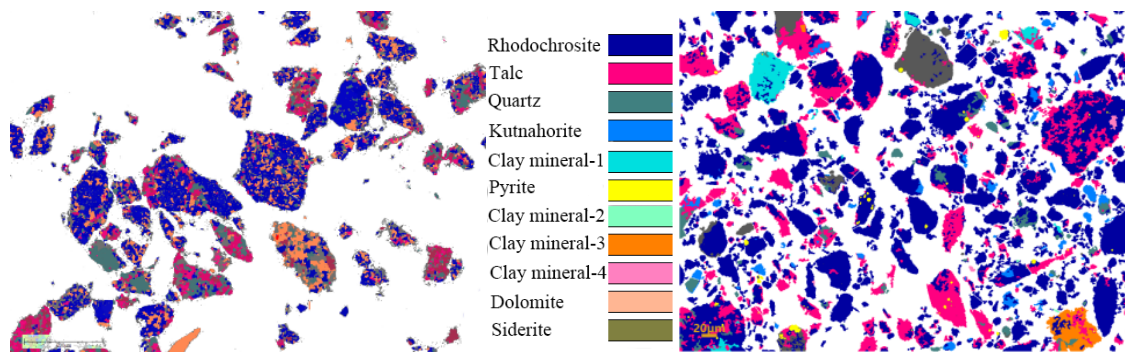 Rhodochrosite
Talc
Quartz
Kutnahorite
Clay mineral-1
Pyrite
Clay mineral-2
Clay mineral-3
Clay mineral-4
Dolomite
Siderite
20µm